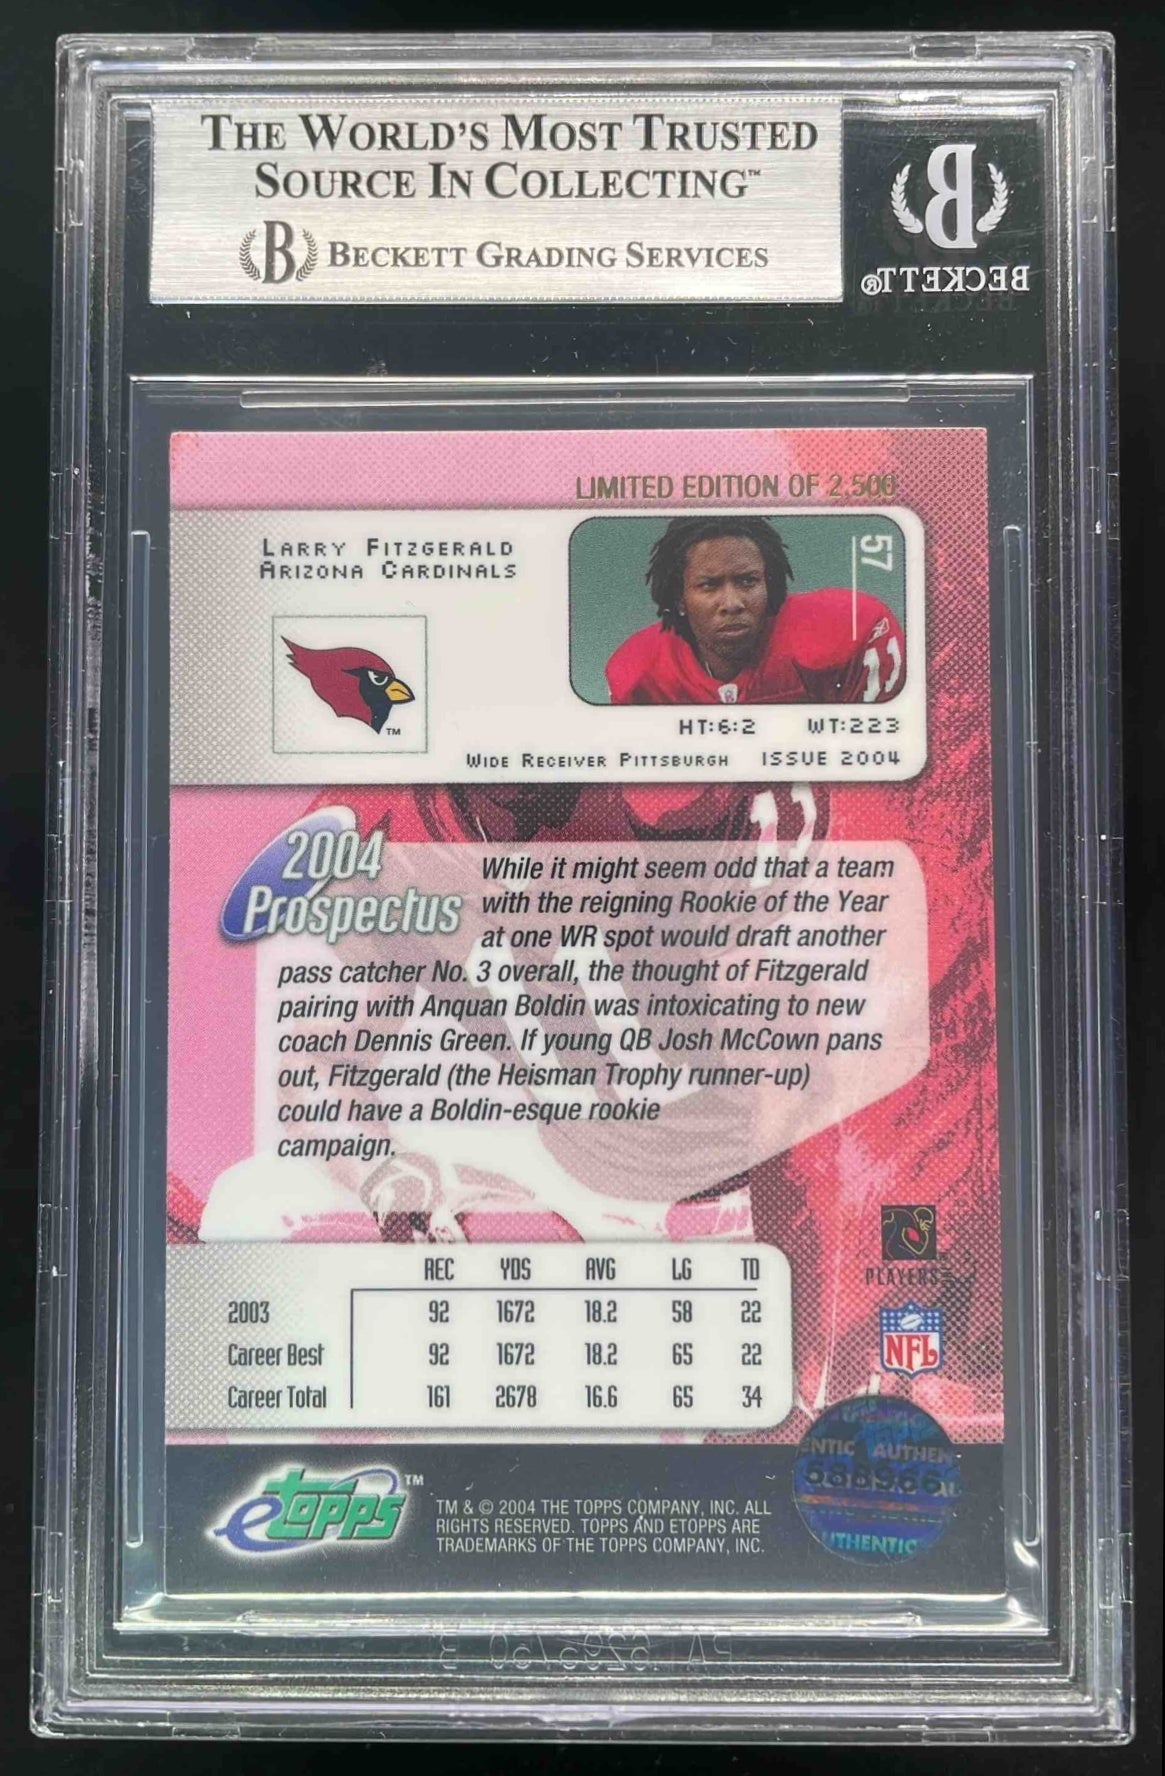 THE WORLD'S MOST TRUSTED
SOURCE IN COLLECTING™
B BECKETT GRADING SERVICES
B
BECKETT®
LIMITED EDITION OF 2,500
LARRY FITZGERALD
ARIZONA CARDINALS
57
11
TM
HT:6:2 WT:223
WIDE RECEIVER PITTSBURGH ISSUE 2004
11
2004
Prospectus
While it might seem odd that a team
with the reigning Rookie of the Year
at one WR spot would draft another
pass catcher No. 3 overall, the thought of Fitzgerald
pairing with Anquan Boldin was intoxicating to new
coach Dennis Green. If young QB Josh McCown pans
out, Fitzgerald (the Heisman Trophy runner-up)
could have a Boldin-esque rookie
campaign.
PLAYERS
NFL
REC YDS AVG LG TD
2003 92 1672 18.2 58 22
Career Best 92 1672 18.2 65 22
Career Total 161 2678 16.6 65 34
eTOPPS™
TM & © 2004 THE TOPPS COMPANY, INC. ALL
RIGHTS RESERVED. TOPPS AND ETOPPS ARE
TRADEMARKS OF THE TOPPS COMPANY, INC.
ENTIC AUTHEN
UTHENTIC